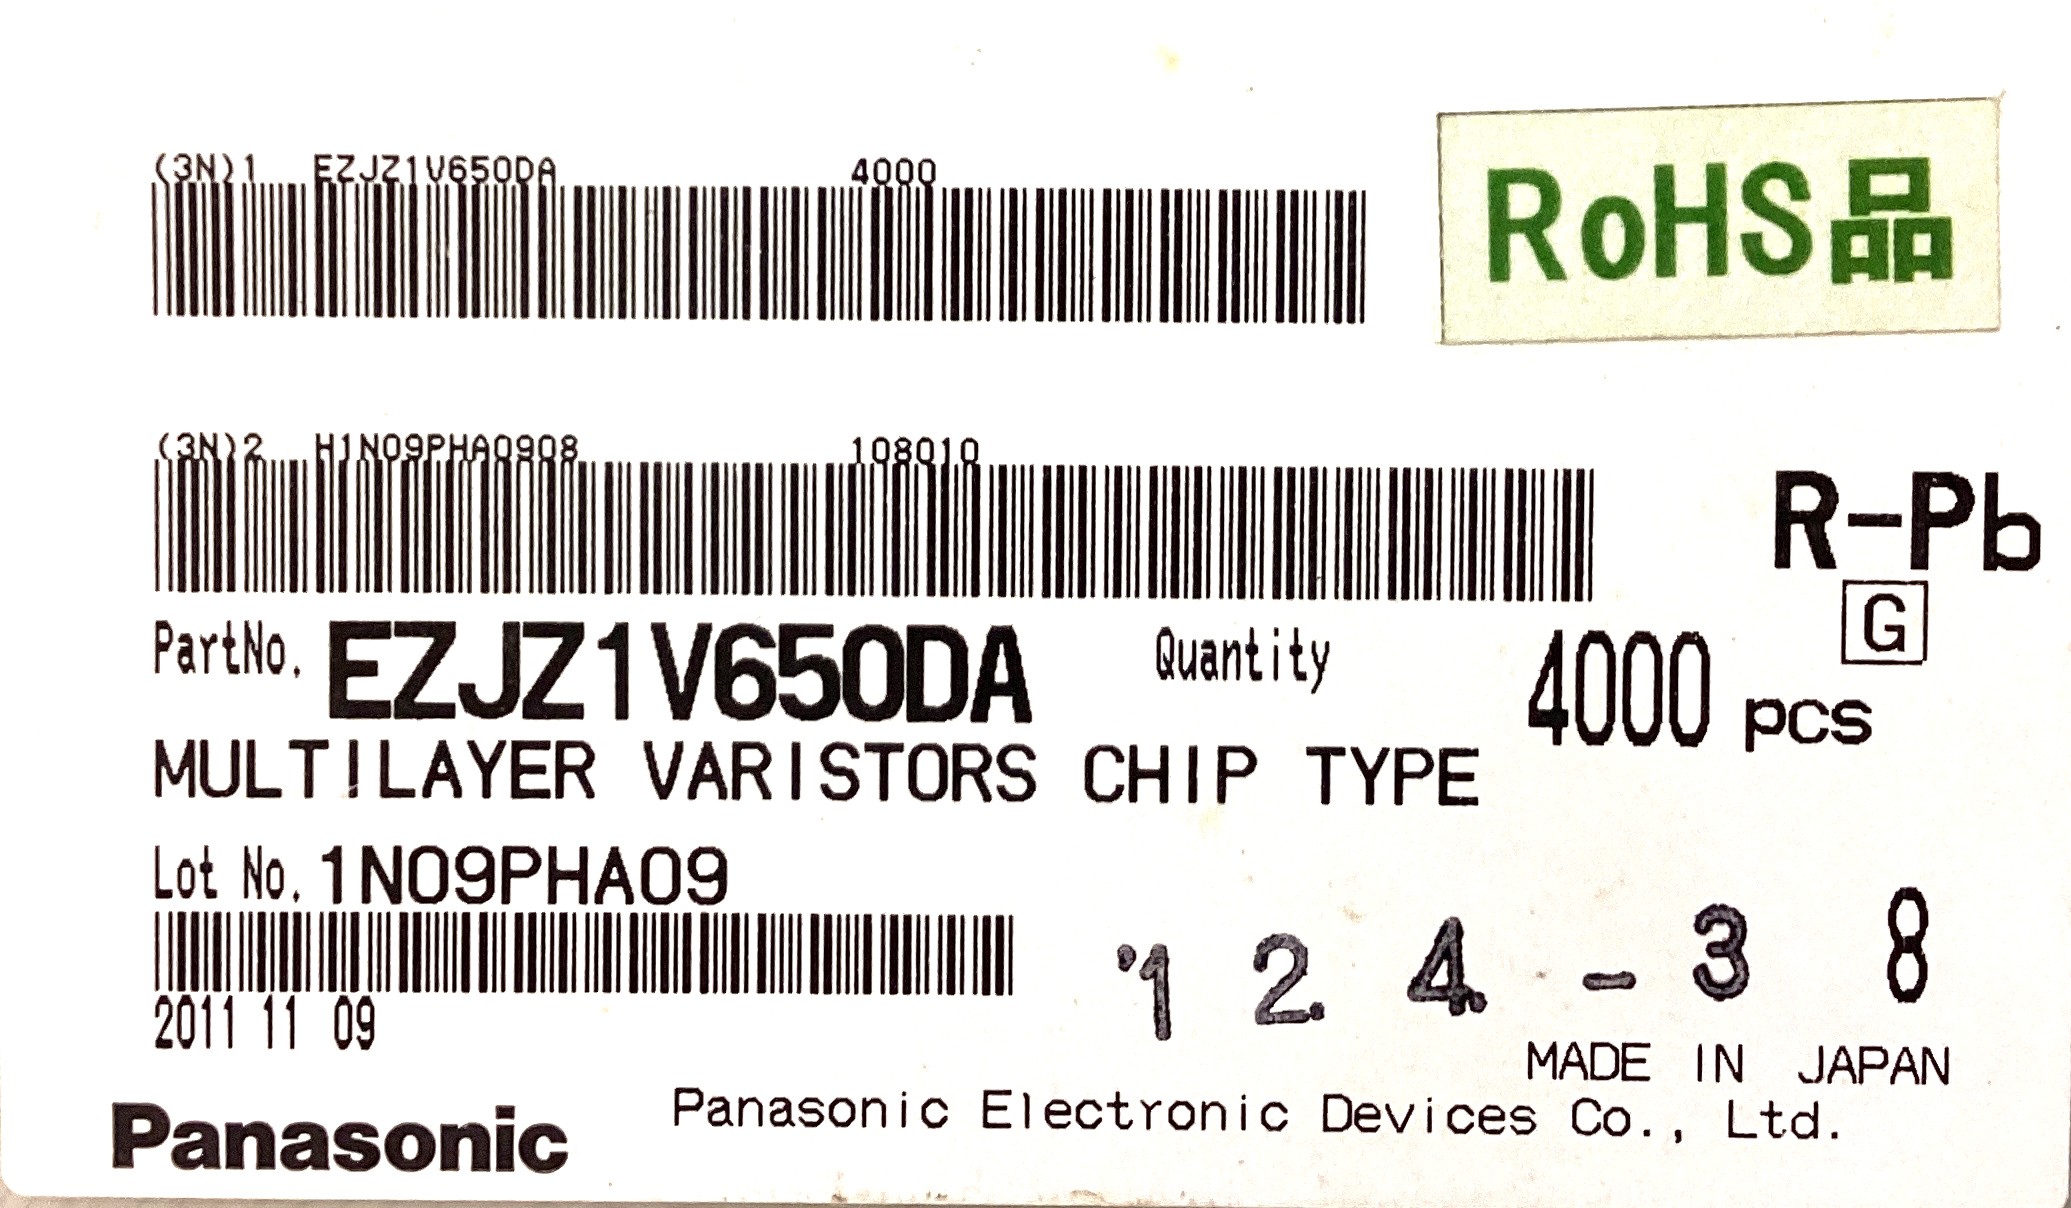 (3N)1 EZJZ1V650DA 4000
RoHS品
(3N)2 H1N09PHA0908 108010
R-Pb
G
PartNo. EZJZ1V650DA Quantity 4000 pcs
MULTILAYER VARISTORS CHIP TYPE
Lot No. 1N09PHA09
'12.4.-3 8
2011 11 09
MADE IN JAPAN
Panasonic Panasonic Electronic Devices Co., Ltd.